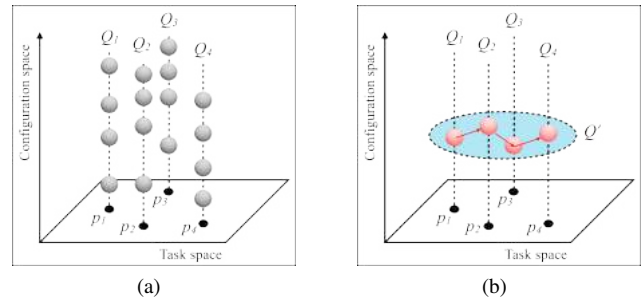 Q1 Q2 Q3 Q4
Configuration space
p1 p2 p3 p4
Task space
(a)
Q1 Q2 Q3 Q4
Configuration space
Q'
p1 p2 p3 p4
Task space
(b)